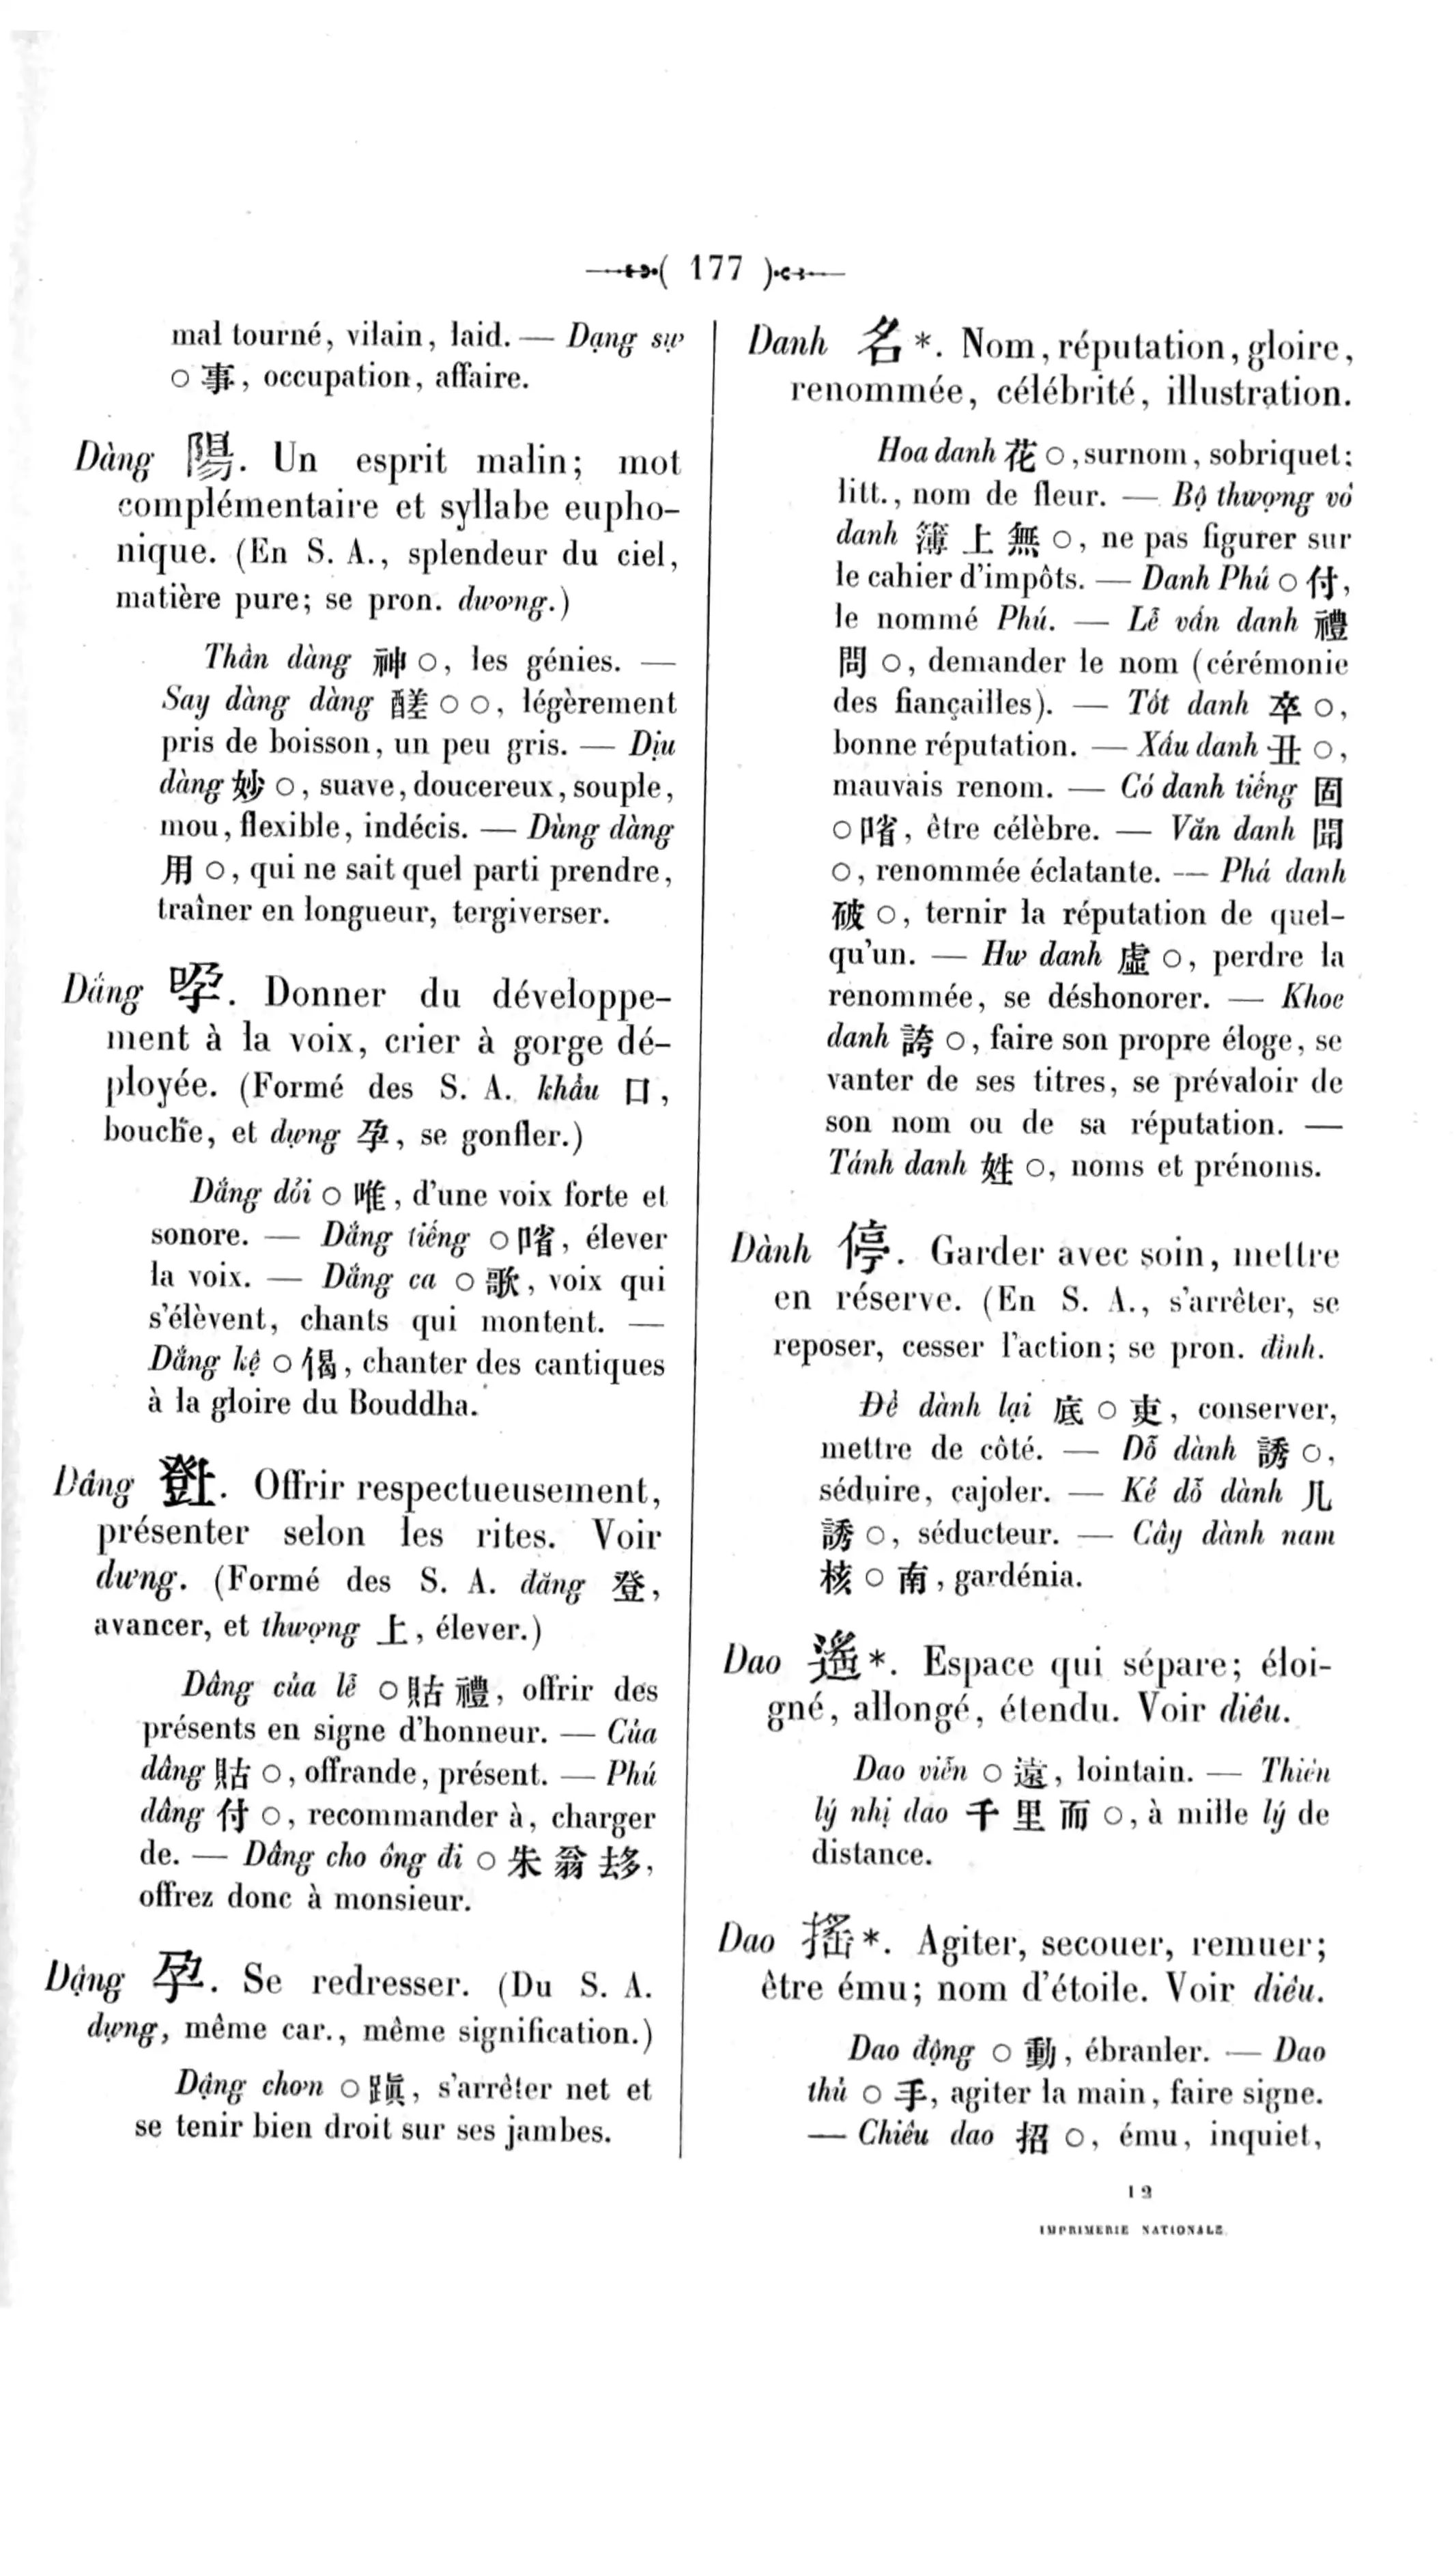 ( 177 )
mal tourné, vilain, laid. — Dạng sự
○ 事, occupation, affaire.
Dàng 陽. Un esprit malin; mot
complémentaire et syllabe eupho-
nique. (En S. A., splendeur du ciel,
matière pure; se pron. dương.)
Thần dàng 神 ○, les génies. —
Say dàng dàng 醝 ○ ○, légèrement
pris de boisson, un peu gris. — Dịu
dàng 妙 ○, suave, doucereux, souple,
mou, flexible, indécis. — Dùng dàng
用 ○, qui ne sait quel parti prendre,
traîner en longueur, tergiverser.
Dắng 𠹃. Donner du développe-
ment à la voix, crier à gorge dé-
ployée. (Formé des S. A. khẩu 口,
bouche, et dựng 孕, se gonfler.)
Dắng dỏi ○ 唯, d'une voix forte et
sonore. — Dắng tiếng ○ 㗂, élever
la voix. — Dắng ca ○ 歌, voix qui
s'élèvent, chants qui montent. —
Dắng kệ ○ 偈, chanter des cantiques
à la gloire du Bouddha.
Dâng 𤼸. Offrir respectueusement,
présenter selon les rites. Voir
dưng. (Formé des S. A. đăng 登,
avancer, et thượng 上, élever.)
Dâng của lễ ○ 貼 禮, offrir des
présents en signe d'honneur. — Của
dâng 貼 ○, offrande, présent. — Phú
dâng 付 ○, recommander à, charger
de. — Dâng cho ông đi ○ 朱 翁 𠫾,
offrez donc à monsieur.
Dựng 孕. Se redresser. (Du S. A.
dựng, même car., même signification.)
Dậng chơn ○ 蹎, s'arrêter net et
se tenir bien droit sur ses jambes.
Danh 名*. Nom, réputation, gloire,
renommée, célébrité, illustration.
Hoa danh 花 ○, surnom, sobriquet;
litt., nom de fleur. — Bộ thượng vô
danh 簿 上 無 ○, ne pas figurer sur
le cahier d'impôts. — Danh Phú ○ 付,
le nommé Phú. — Lễ vấn danh 禮
問 ○, demander le nom (cérémonie
des fiançailles). — Tốt danh 卒 ○,
bonne réputation. — Xấu danh 丑 ○,
mauvais renom. — Có danh tiếng 固
○ 㗂, être célèbre. — Văn danh 聞
○, renommée éclatante. — Phá danh
破 ○, ternir la réputation de quel-
qu'un. — Hư danh 虛 ○, perdre la
renommée, se déshonorer. — Khoe
danh 誇 ○, faire son propre éloge, se
vanter de ses titres, se prévaloir de
son nom ou de sa réputation. —
Tánh danh 姓 ○, noms et prénoms.
Dành 停. Garder avec soin, mettre
en réserve. (En S. A., s'arrêter, se
reposer, cesser l'action; se pron. đình.
Để dành lại 底 ○ 吏, conserver,
mettre de côté. — Dỗ dành 誘 ○,
séduire, cajoler. — Kẻ dỗ dành 几
誘 ○, séducteur. — Cây dành nam
核 ○ 南, gardénia.
Dao 遙*. Espace qui sépare; éloi-
gné, allongé, étendu. Voir diêu.
Dao viễn ○ 遠, lointain. — Thiên
lý nhị dao 千 里 而 ○, à mille lý de
distance.
Dao 搖*. Agiter, secouer, remuer;
être ému; nom d'étoile. Voir diêu.
Dao động ○ 動, ébranler. — Dao
thủ ○ 手, agiter la main, faire signe.
— Chiêu dao 招 ○, ému, inquiet,
12
IMPRIMERIE NATIONALE.